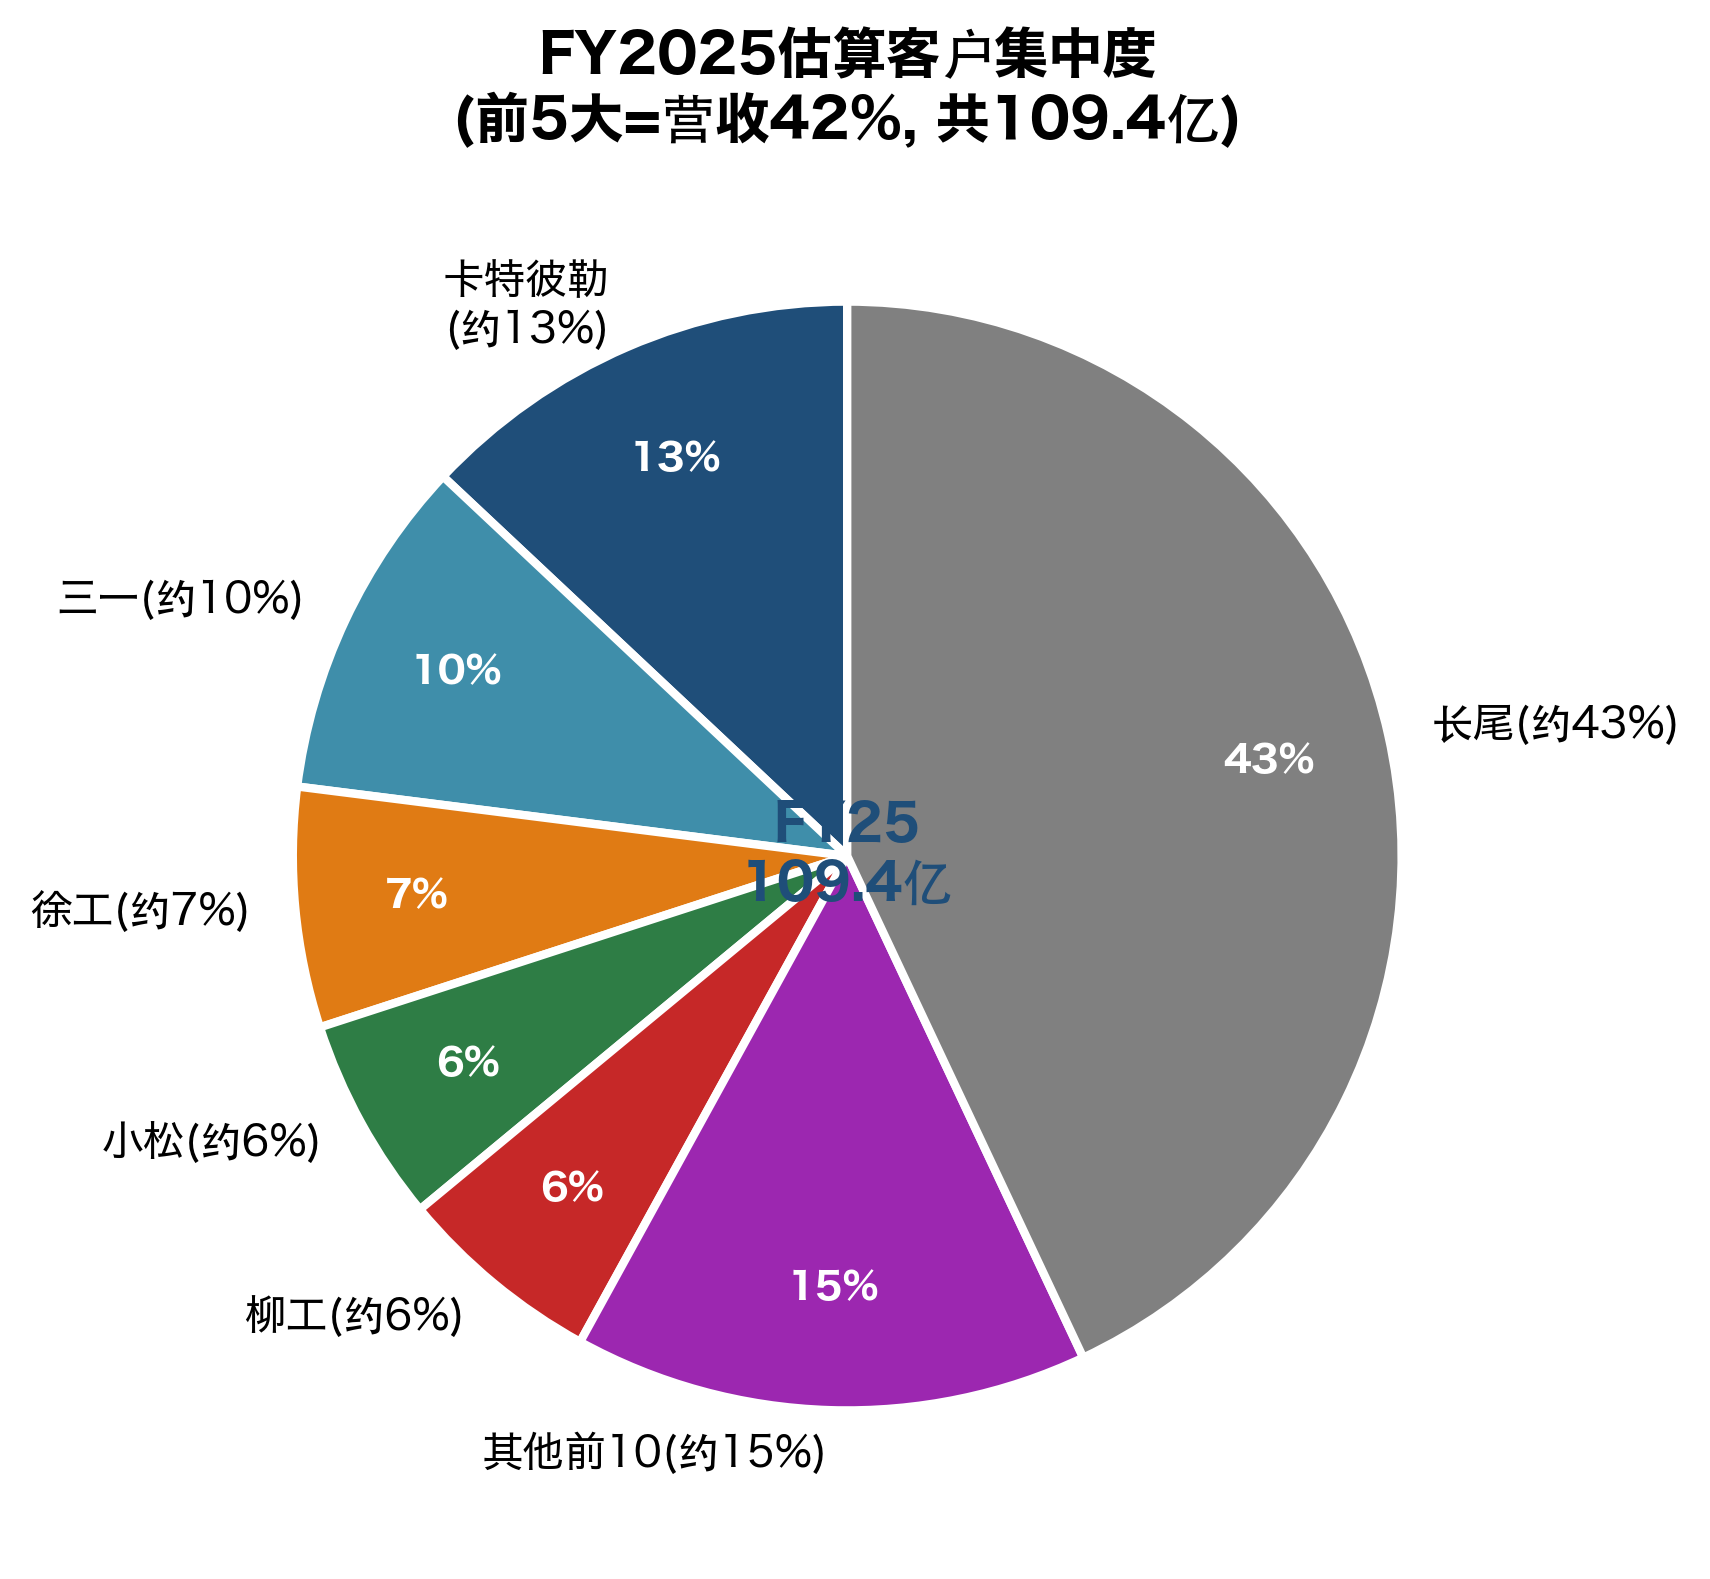 FY2025估算客户集中度
(前5大=营收42%, 共109.4亿)
卡特彼勒
(约13%)
13%
三一(约10%)
10%
长尾(约43%)
43%
FY25
109.4亿
徐工(约7%)
7%
6%
小松(约6%)
6%
柳工(约6%)
15%
其他前10(约15%)